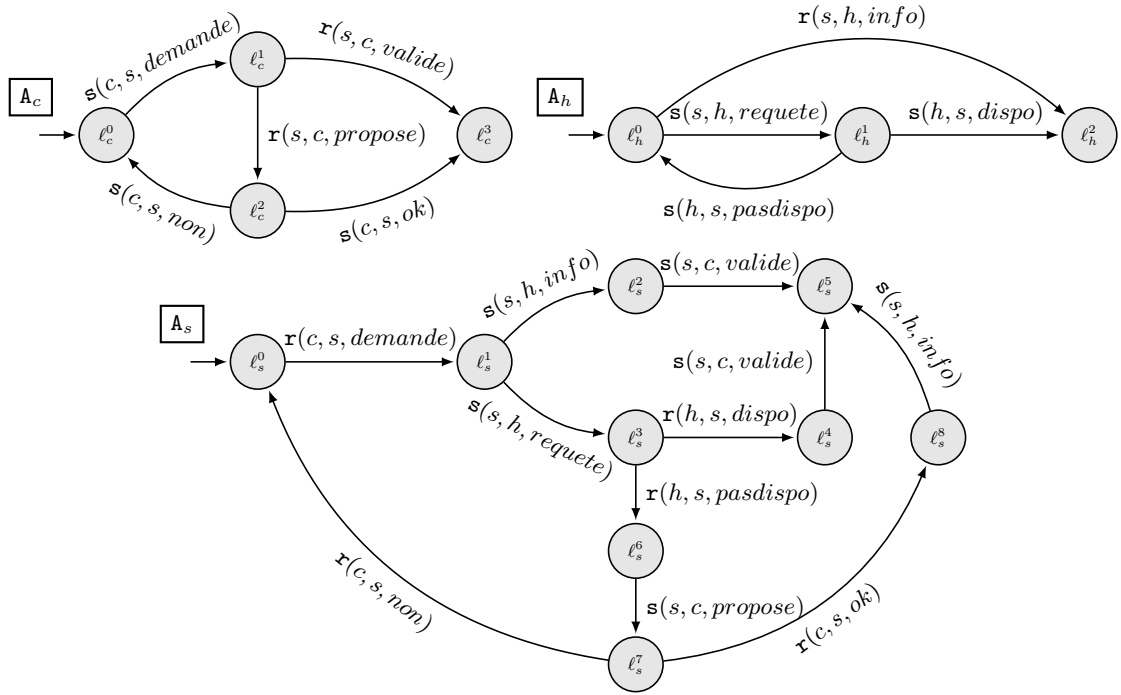 A_c
s(c, s, demande)
r(s, c, valide)
r(s, c, propose)
s(c, s, non)
s(c, s, ok)
ℓ_c^0
ℓ_c^1
ℓ_c^2
ℓ_c^3
A_h
r(s, h, info)
s(s, h, requete)
s(h, s, dispo)
s(h, s, pasdispo)
ℓ_h^0
ℓ_h^1
ℓ_h^2
A_s
r(c, s, demande)
s(s, h, info)
s(s, c, valide)
s(s, h, info)
s(s, h, requete)
r(h, s, dispo)
s(s, c, valide)
r(h, s, pasdispo)
s(s, c, propose)
r(c, s, non)
r(c, s, ok)
ℓ_s^0
ℓ_s^1
ℓ_s^2
ℓ_s^5
ℓ_s^3
ℓ_s^4
ℓ_s^8
ℓ_s^6
ℓ_s^7